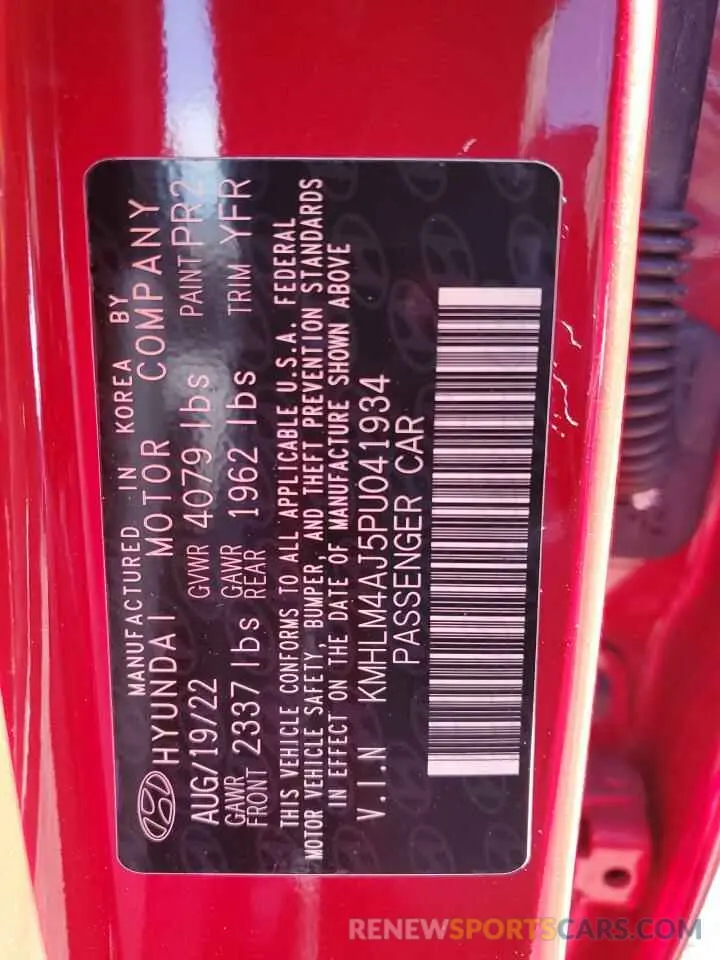 MANUFACTURED IN KOREA BY
HYUNDAI MOTOR COMPANY
AUG/19/22 GVWR 4079 lbs PAINT PR2
GAWR FRONT 2337 lbs GAWR REAR 1962 lbs TRIM YFR
THIS VEHICLE CONFORMS TO ALL APPLICABLE U.S.A. FEDERAL
MOTOR VEHICLE SAFETY, BUMPER, AND THEFT PREVENTION STANDARDS
IN EFFECT ON THE DATE OF MANUFACTURE SHOWN ABOVE
V.I.N KMHLM4AJ5PU041934
PASSENGER CAR
RENEWSPORTSCARS.COM